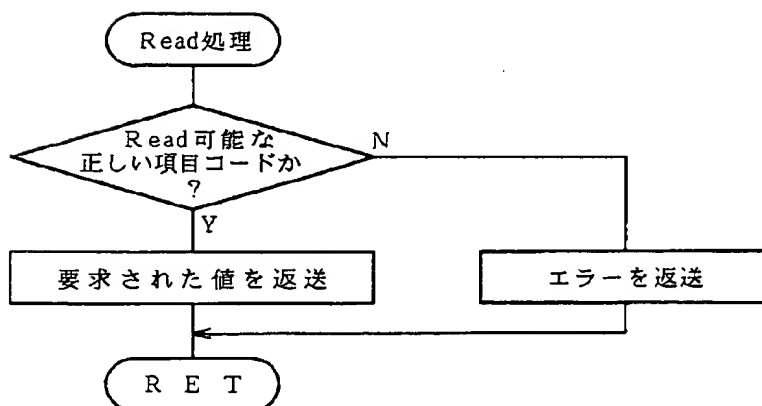 Read処理
Read可能な
正しい項目コードか
?
N
Y
要求された値を返送
エラーを返送
RET